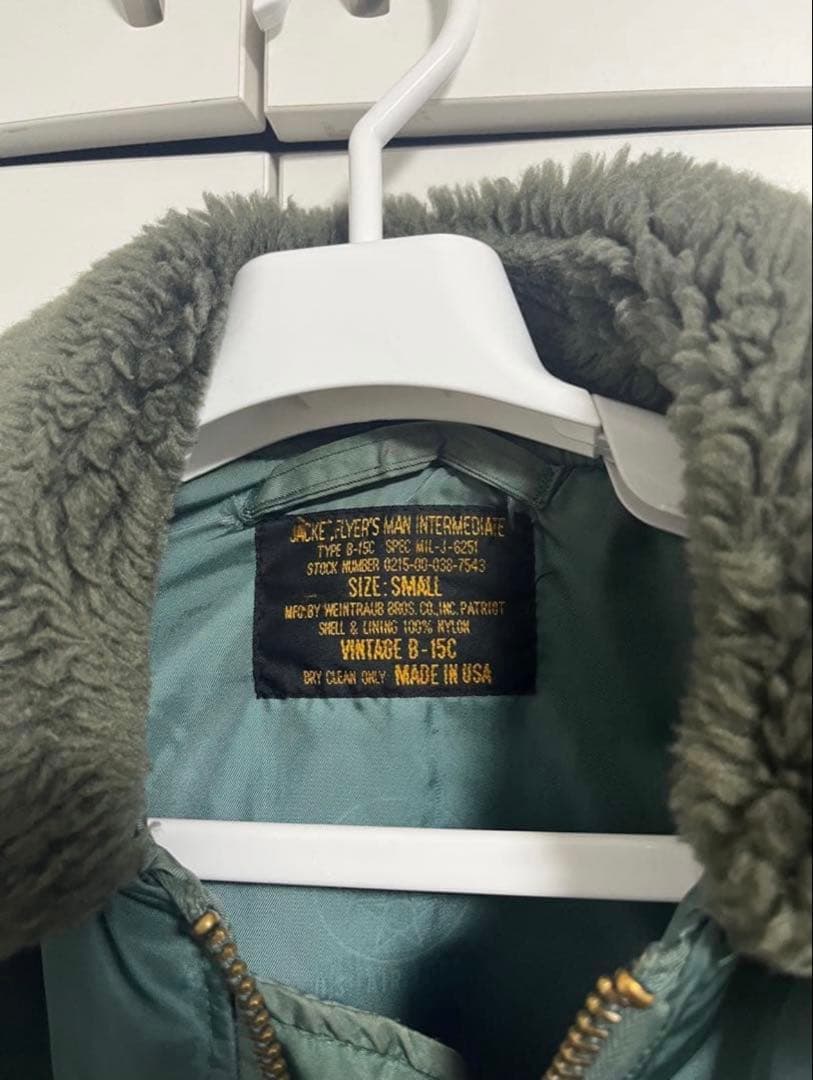 JACKET, FLYER'S MAN INTERMEDIATE
TYPE B-15C SPEC MIL-J-6251
STOCK NUMBER 0215-00-038-7543
SIZE: SMALL
MFG.BY WEINTRAUB BROS. CO., INC. PATRIOT
SHELL & LINING 100% NYLON
VINTAGE B-15C
DRY CLEAN ONLY MADE IN USA